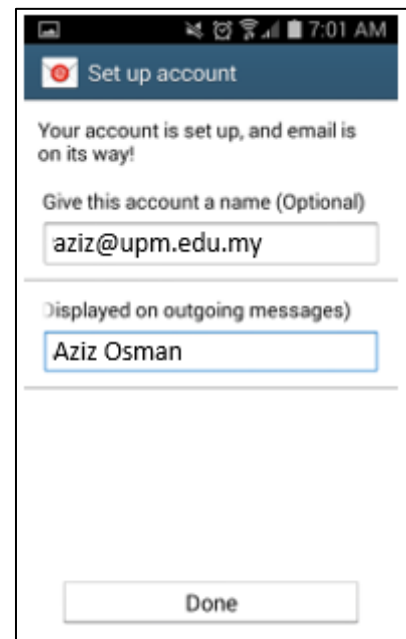 7:01 AM
Set up account
Your account is set up, and email is
on its way!
Give this account a name (Optional)
aziz@upm.edu.my
Displayed on outgoing messages)
Aziz Osman
Done